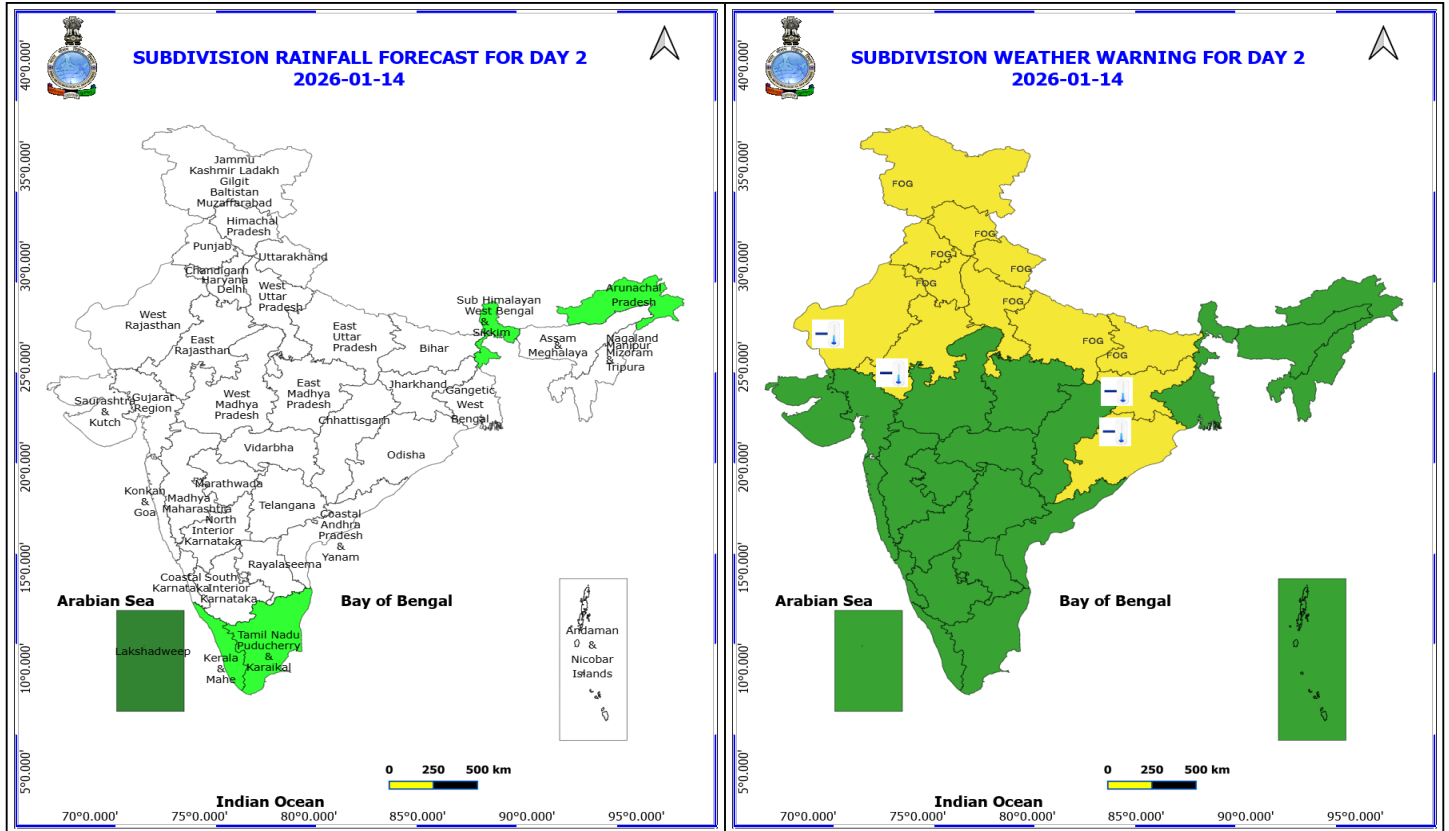 SUBDIVISION RAINFALL FORECAST FOR DAY 2
2026-01-14
40°0.000'
35°0.000'
30°0.000'
25°0.000'
20°0.000'
15°0.000'
10°0.000'
5°0.000'
Jammu
Kashmir Ladakh
Gilgit
Baltistan
Muzaffarabad
Himachal
Pradesh
Punjab
Uttarakhand
Chandigarh
Haryana
Delhi
West
Uttar
Pradesh
West
Rajasthan
East
Rajasthan
East
Uttar
Pradesh
Bihar
Sub Himalayan
West Bengal
&
Sikkim
Arunachal
Pradesh
Assam
&
Meghalaya
Nagaland
Manipur
Mizoram
&
Tripura
Saurashtra
&
Kutch
Gujarat
Region
West
Madhya
Pradesh
East
Madhya
Pradesh
Jharkhand
Gangetic
West
Bengal
Chhattisgarh
Vidarbha
Odisha
Konkan
&
Goa
Marathwada
Madhya
Maharashtra
North
Interior
Karnataka
Telangana
Coastal
Andhra
Pradesh
&
Yanam
Rayalaseema
Coastal
Karnataka
South
Interior
Karnataka
Arabian Sea
Bay of Bengal
Lakshadweep
Kerala
&
Mahe
Tamil Nadu
Puducherry
&
Karaikal
Andaman
&
Nicobar
Islands
0 250 500 km
Indian Ocean
70°0.000' 75°0.000' 80°0.000' 85°0.000' 90°0.000' 95°0.000'
SUBDIVISION WEATHER WARNING FOR DAY 2
2026-01-14
40°0.000'
35°0.000'
30°0.000'
25°0.000'
20°0.000'
15°0.000'
10°0.000'
5°0.000'
FOG
FOG
FOG
FOG
FOG
FOG
FOG
FOG
Arabian Sea
Bay of Bengal
0 250 500 km
Indian Ocean
70°0.000' 75°0.000' 80°0.000' 85°0.000' 90°0.000' 95°0.000'